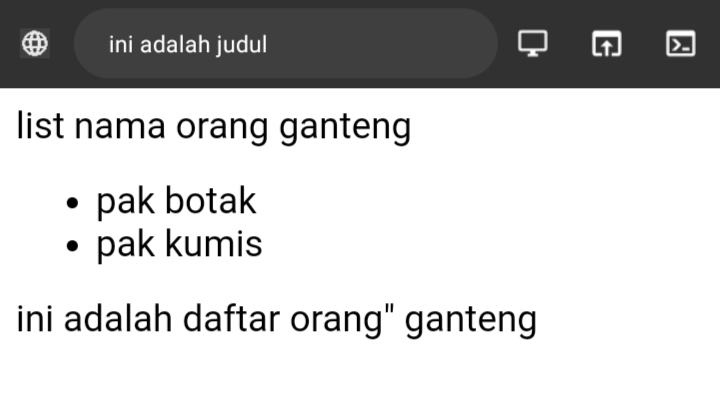 ini adalah judul
list nama orang ganteng
• pak botak
• pak kumis
ini adalah daftar orang" ganteng